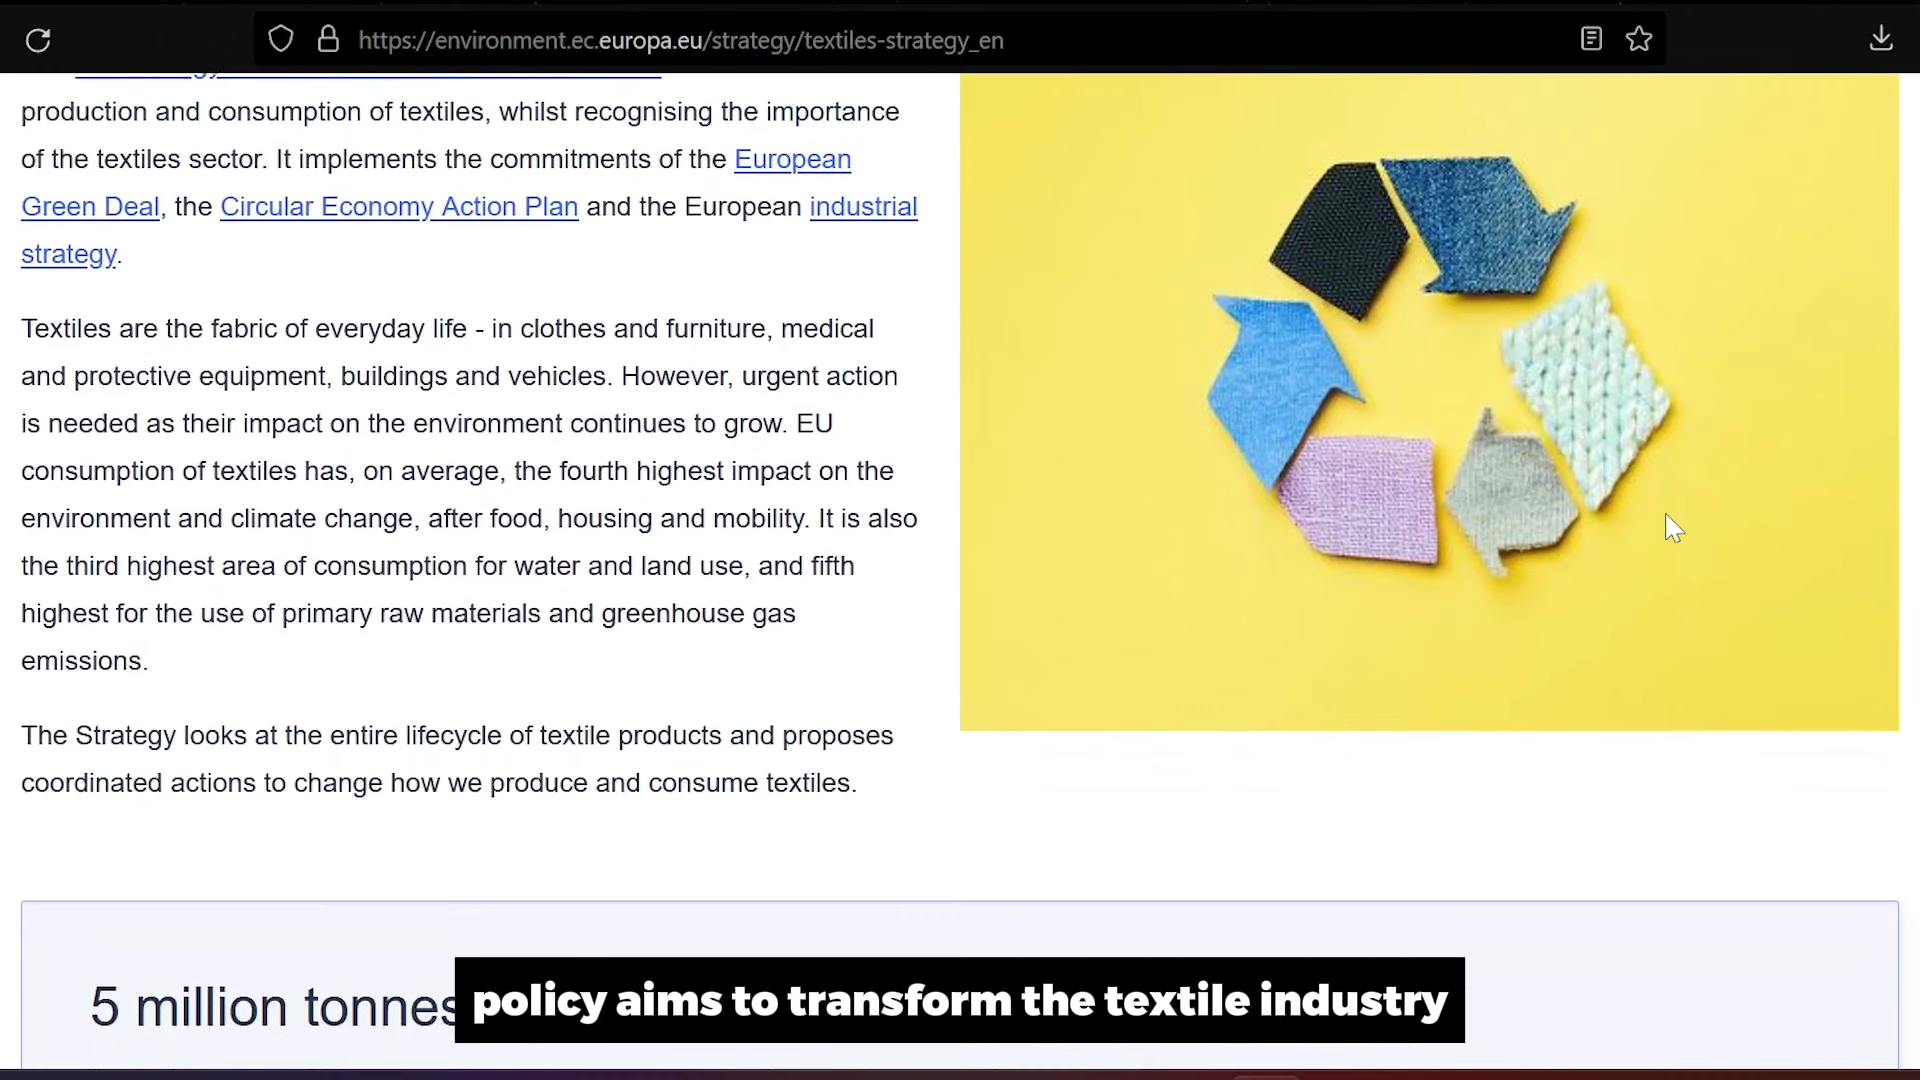 https://environment.ec.europa.eu/strategy/textiles-strategy_en
production and consumption of textiles, whilst recognising the importance
of the textiles sector. It implements the commitments of the European
Green Deal, the Circular Economy Action Plan and the European industrial
strategy.
Textiles are the fabric of everyday life - in clothes and furniture, medical
and protective equipment, buildings and vehicles. However, urgent action
is needed as their impact on the environment continues to grow. EU
consumption of textiles has, on average, the fourth highest impact on the
environment and climate change, after food, housing and mobility. It is also
the third highest area of consumption for water and land use, and fifth
highest for the use of primary raw materials and greenhouse gas
emissions.
The Strategy looks at the entire lifecycle of textile products and proposes
coordinated actions to change how we produce and consume textiles.
5 million tonnes
policy aims to transform the textile industry